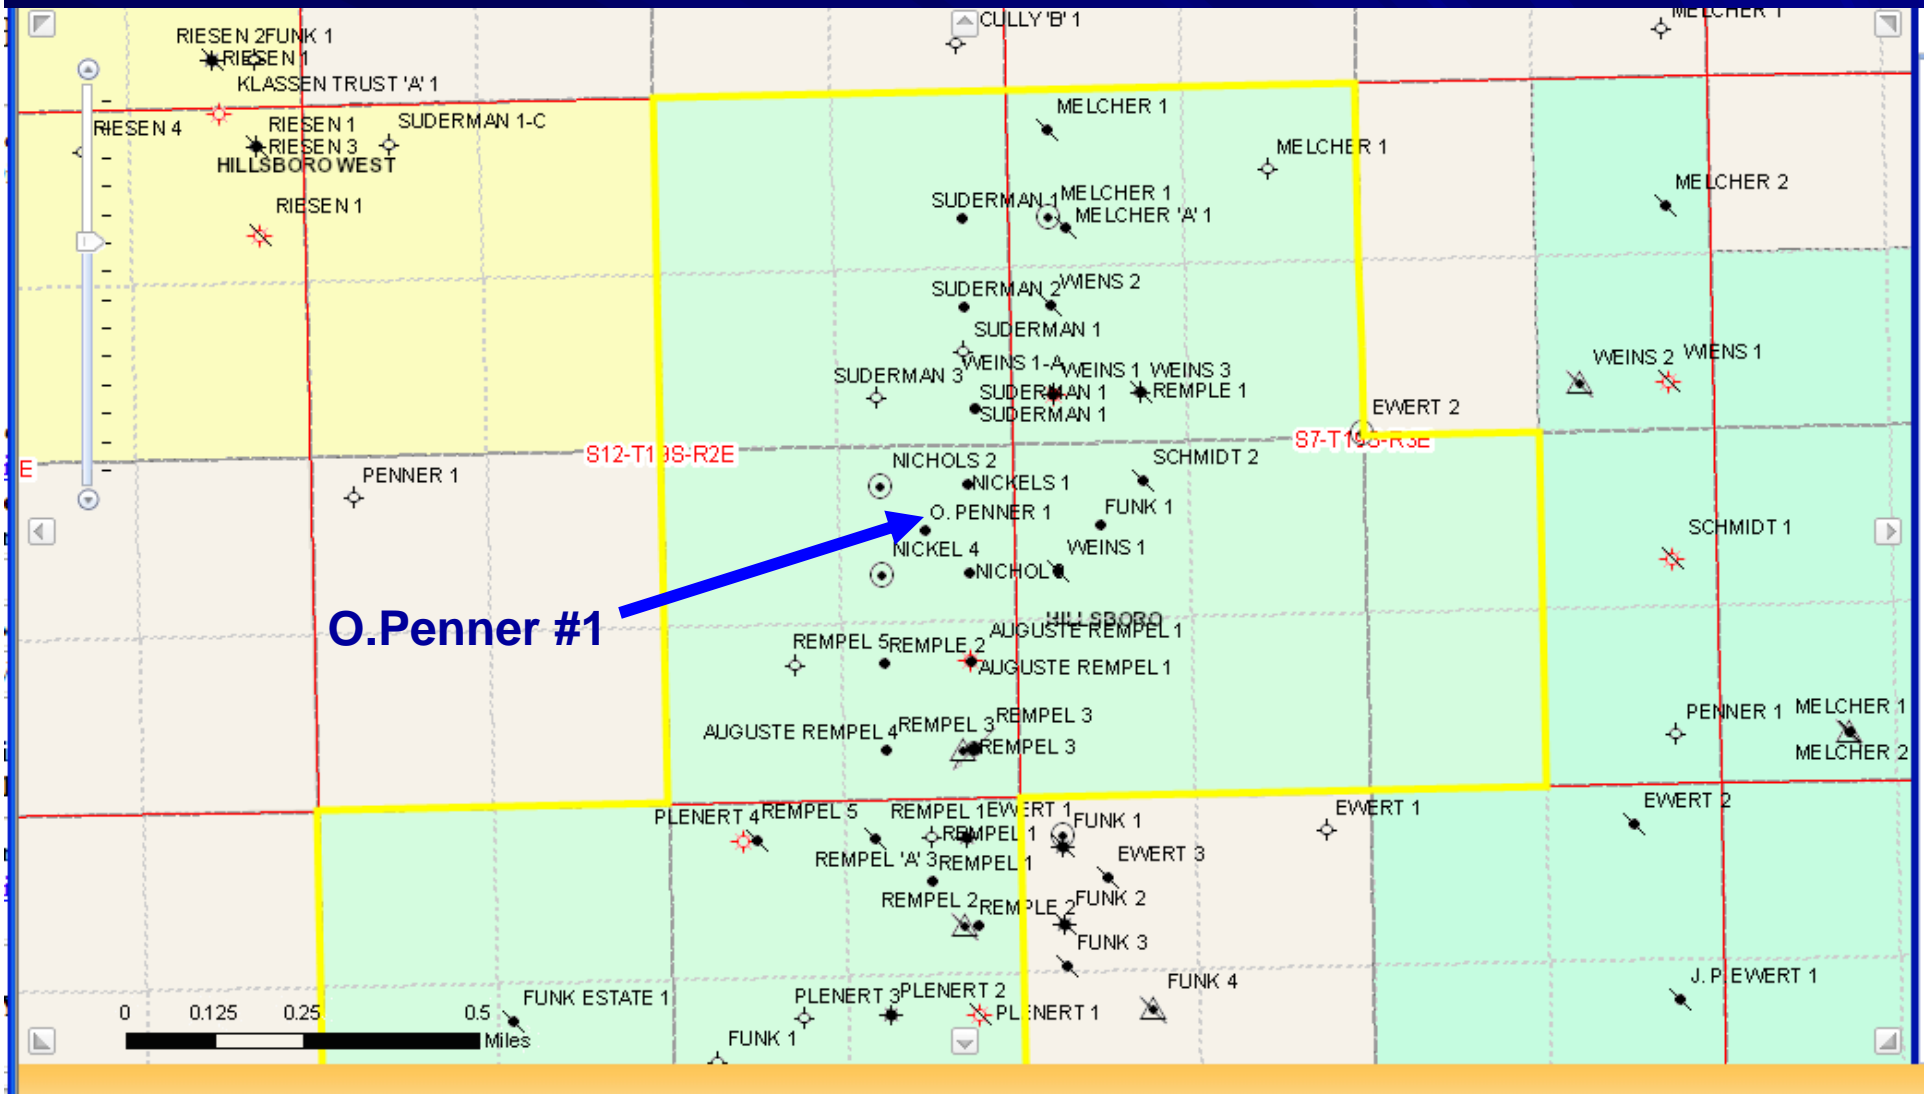 CULLY 'B' 1
MELCHER 1
RIESEN 2
FUNK 1
RIESEN 1
KLASSEN TRUST 'A' 1
RIESEN 4
RIESEN 1
SUDERMAN 1-C
RIESEN 3
HILLSBORO WEST
RIESEN 1
MELCHER 1
MELCHER 1
MELCHER 2
SUDERMAN 1
MELCHER 1
MELCHER 'A' 1
SUDERMAN 2
WIENS 2
SUDERMAN 1
WEINS 1-A
WEINS 1
WEINS 3
SUDERMAN 3
SUDERMAN 1
REMPLE 1
SUDERMAN 1
WEINS 2
WIENS 1
EWERT 2
S12-T19S-R2E
S7-T19S-R3E
E
PENNER 1
NICHOLS 2
SCHMIDT 2
NICKELS 1
O. PENNER 1
FUNK 1
SCHMIDT 1
NICKEL 4
WEINS 1
NICHOL
O.Penner #1
HILLSBORO
REMPEL 5
REMPLE 2
AUGUSTE REMPEL 1
AUGUSTE REMPEL 1
AUGUSTE REMPEL 4
REMPEL 3
REMPEL 3
REMPEL 3
PENNER 1
MELCHER 1
MELCHER 2
PLENERT 4
REMPEL 5
REMPEL 1
EWERT 1
FUNK 1
EWERT 1
EWERT 2
REMPEL 1
REMPEL 'A' 3
REMPEL 1
EWERT 3
REMPEL 2
REMPLE 2
FUNK 2
FUNK 3
FUNK 4
J. P. EWERT 1
FUNK ESTATE 1
PLENERT 3
PLENERT 2
PLENERT 1
FUNK 1
0 0.125 0.25 0.5
Miles